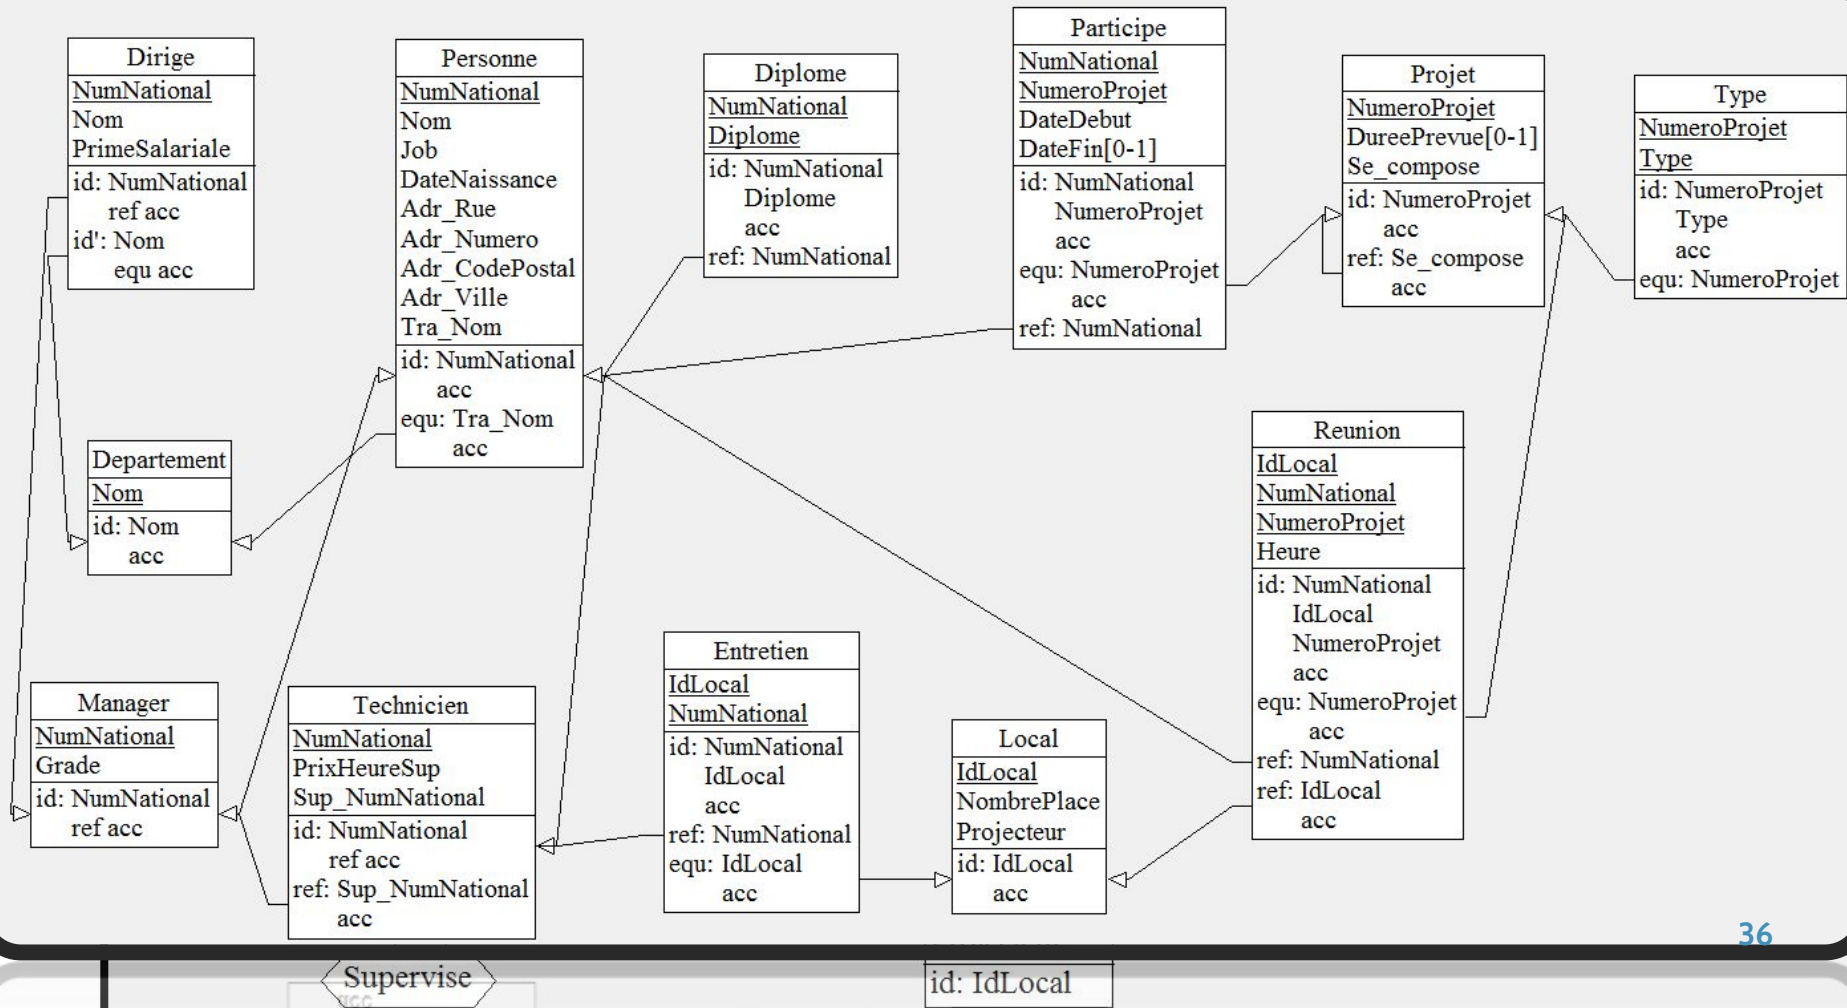 Dirige
NumNational
Nom
PrimeSalariale
id: NumNational
ref acc
id': Nom
equ acc
Personne
NumNational
Nom
Job
DateNaissance
Adr_Rue
Adr_Numero
Adr_CodePostal
Adr_Ville
Tra_Nom
id: NumNational
acc
equ: Tra_Nom
acc
Diplome
NumNational
Diplome
id: NumNational
Diplome
acc
ref: NumNational
Participe
NumNational
NumeroProjet
DateDebut
DateFin[0-1]
id: NumNational
NumeroProjet
acc
equ: NumeroProjet
acc
ref: NumNational
Projet
NumeroProjet
DureePrevue[0-1]
Se_compose
id: NumeroProjet
acc
ref: Se_compose
acc
Type
NumeroProjet
Type
id: NumeroProjet
Type
acc
equ: NumeroProjet
Departement
Nom
id: Nom
acc
Reunion
IdLocal
NumNational
NumeroProjet
Heure
id: NumNational
IdLocal
NumeroProjet
acc
equ: NumeroProjet
acc
ref: NumNational
ref: IdLocal
acc
Manager
NumNational
Grade
id: NumNational
ref acc
Technicien
NumNational
PrixHeureSup
Sup_NumNational
id: NumNational
ref acc
ref: Sup_NumNational
acc
Entretien
IdLocal
NumNational
id: NumNational
IdLocal
acc
ref: NumNational
equ: IdLocal
acc
Local
IdLocal
NombrePlace
Projecteur
id: IdLocal
acc
36
Supervise
acc
id: IdLocal